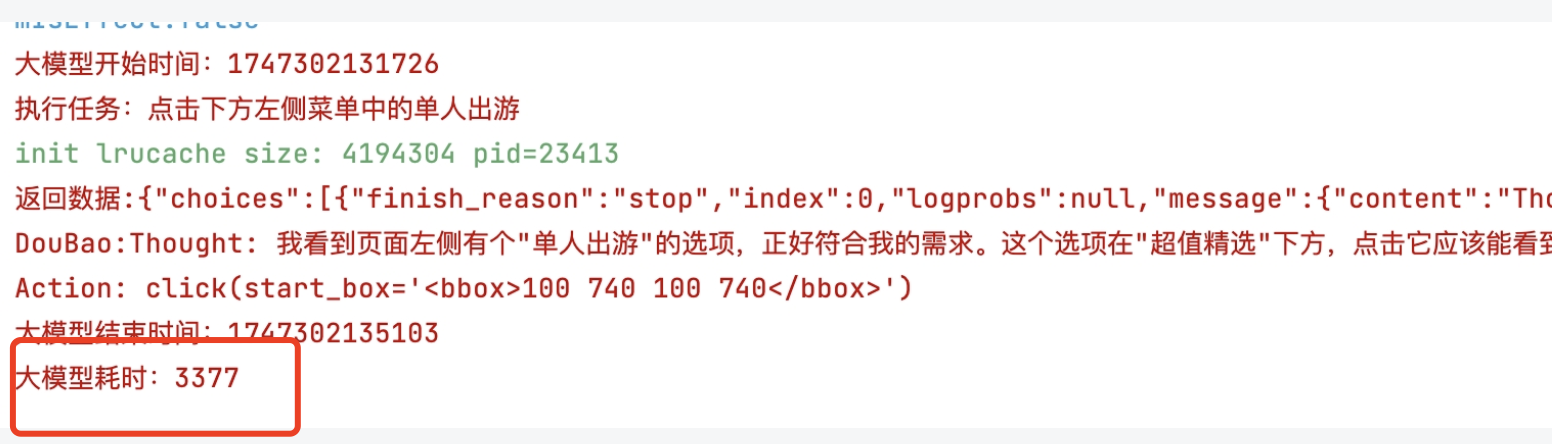 misEffect:false
大模型开始时间：1747302131726
执行任务：点击下方左侧菜单中的单人出游
init lrucache size: 4194304 pid=23413
返回数据:{"choices":[{"finish_reason":"stop","index":0,"logprobs":null,"message":{"content":"Tho
DouBao:Thought: 我看到页面左侧有个"单人出游"的选项，正好符合我的需求。这个选项在"超值精选"下方，点击它应该能看到
Action: click(start_box='<bbox>100 740 100 740</bbox>')
大模型结束时间：1747302135103
大模型耗时：3377